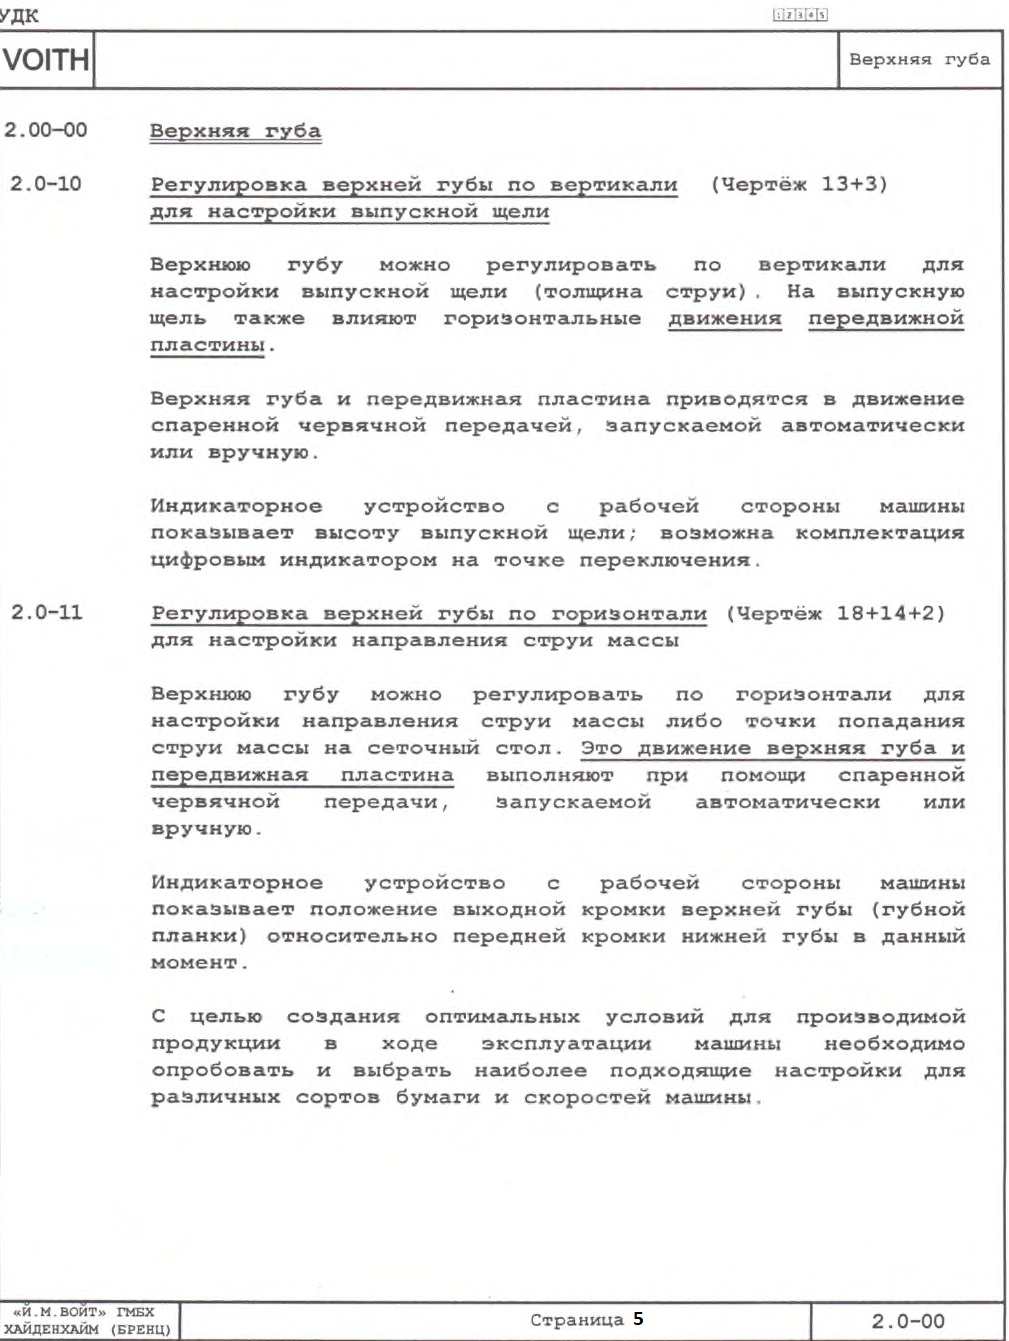 УДК
1 2 3 4 5
VOITH
Верхняя губа
2.00-00 Верхняя губа
2.0-10 Регулировка верхней губы по вертикали (Чертёж 13+3)
для настройки выпускной щели
Верхнюю губу можно регулировать по вертикали для
настройки выпускной щели (толщина струи). На выпускную
щель также влияют горизонтальные движения передвижной
пластины.
Верхняя губа и передвижная пластина приводятся в движение
спаренной червячной передачей, запускаемой автоматически
или вручную.
Индикаторное устройство с рабочей стороны машины
показывает высоту выпускной щели; возможна комплектация
цифровым индикатором на точке переключения.
2.0-11 Регулировка верхней губы по горизонтали (Чертёж 18+14+2)
для настройки направления струи массы
Верхнюю губу можно регулировать по горизонтали для
настройки направления струи массы либо точки попадания
струи массы на сеточный стол. Это движение верхняя губа и
передвижная пластина выполняют при помощи спаренной
червячной передачи, запускаемой автоматически или
вручную.
Индикаторное устройство с рабочей стороны машины
показывает положение выходной кромки верхней губы (губной
планки) относительно передней кромки нижней губы в данный
момент.
С целью создания оптимальных условий для производимой
продукции в ходе эксплуатации машины необходимо
опробовать и выбрать наиболее подходящие настройки для
различных сортов бумаги и скоростей машины.
«Й.М.ВОЙТ» ГМБХ
ХАЙДЕНХАЙМ (БРЕНЦ)
Страница 5
2.0-00